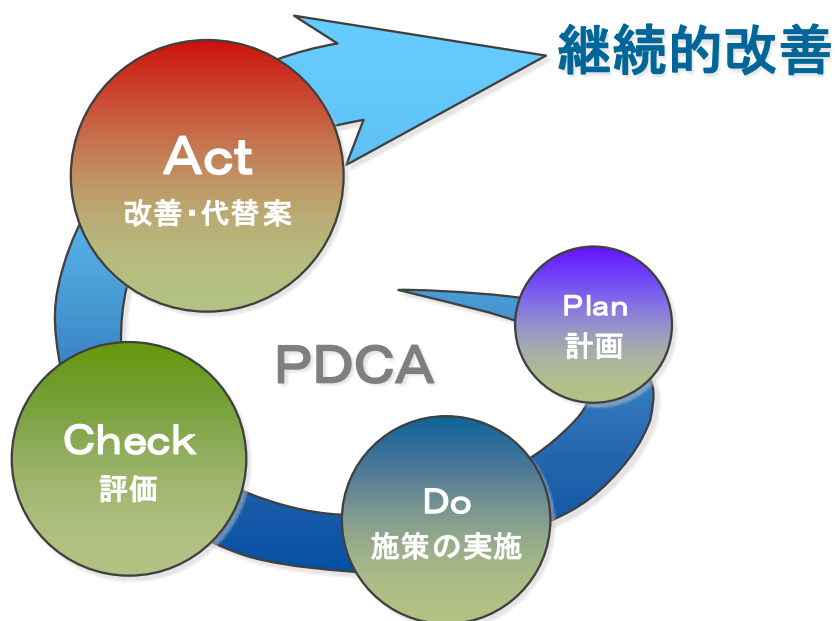 継続的改善
Act
改善・代替案
Plan
計画
PDCA
Check
評価
Do
施策の実施